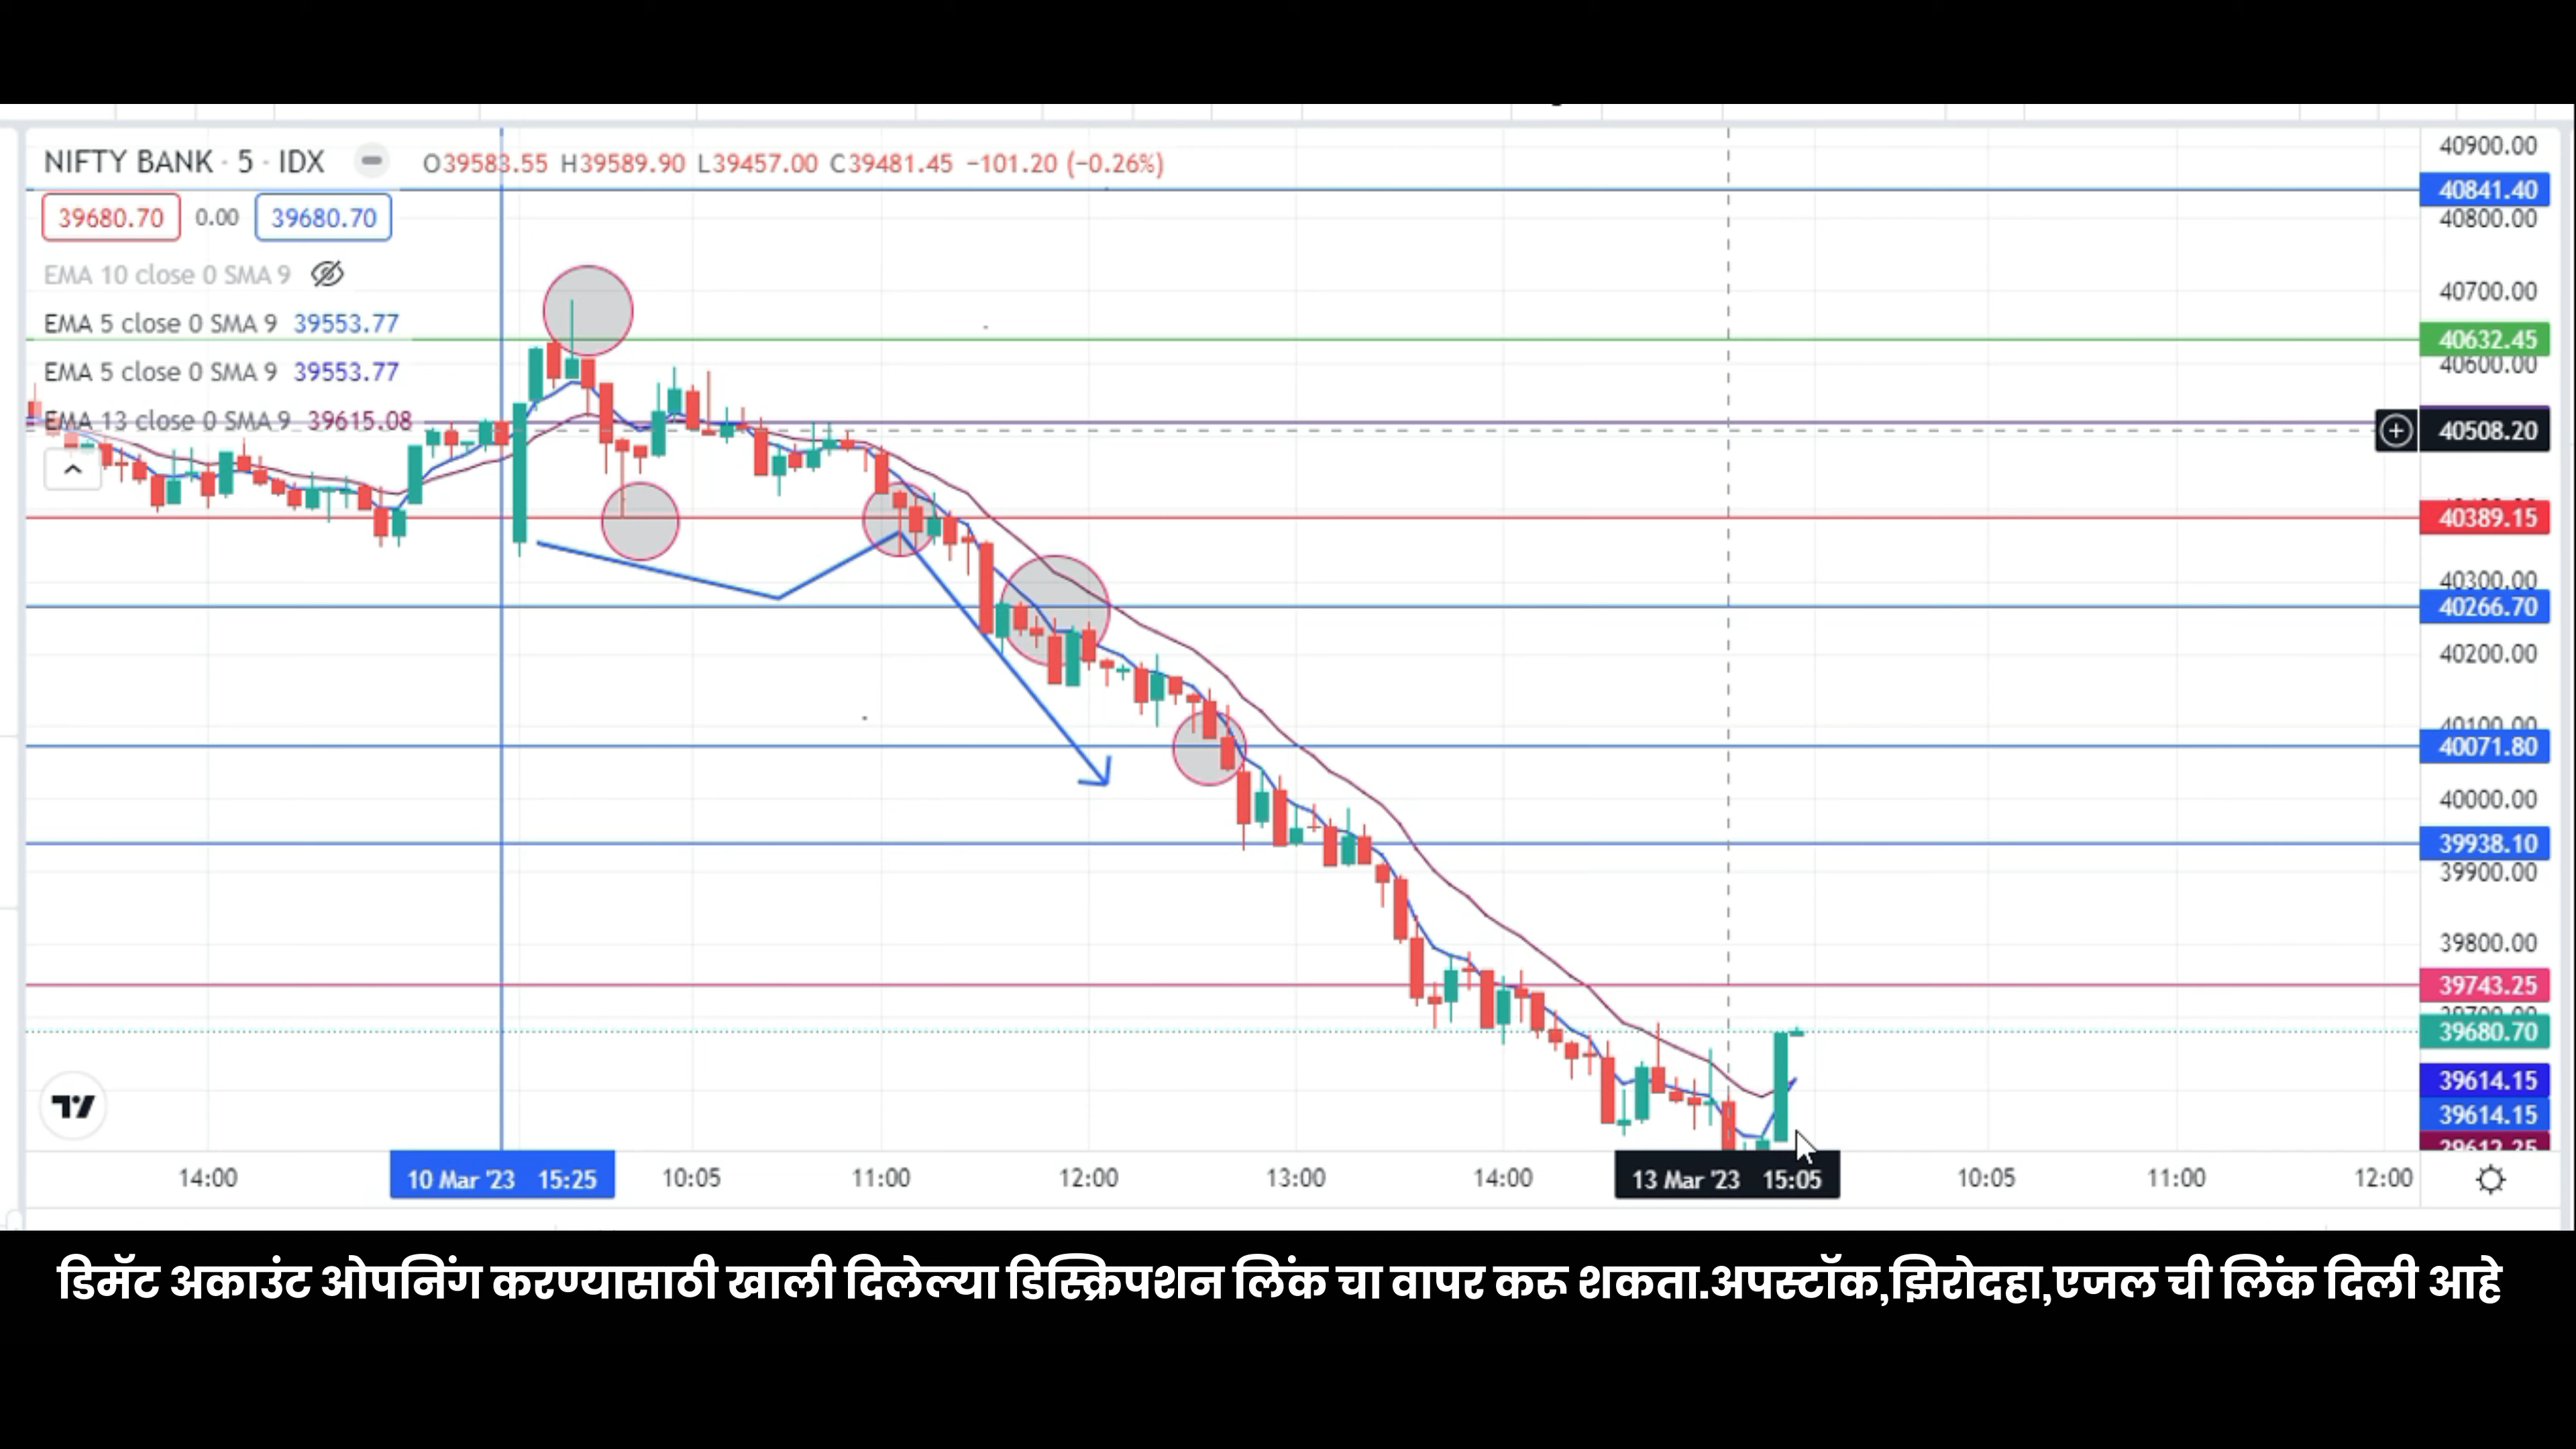 NIFTY BANK · 5 · IDX O39583.55 H39589.90 L39457.00 C39481.45 −101.20 (−0.26%)
39680.70 0.00 39680.70
EMA 10 close 0 SMA 9
EMA 5 close 0 SMA 9 39553.77
EMA 5 close 0 SMA 9 39553.77
EMA 13 close 0 SMA 9 39615.08
40900.00
40841.40
40800.00
40700.00
40632.45
40600.00
40508.20
40389.15
40300.00
40266.70
40200.00
40100.00
40071.80
40000.00
39938.10
39900.00
39800.00
39743.25
39680.70
39614.15
39614.15
39612.25
14:00 10 Mar '23 15:25 10:05 11:00 12:00 13:00 14:00 13 Mar '23 15:05 10:05 11:00 12:00
डिमॅट अकाउंट ओपनिंग करण्यासाठी खाली दिलेल्या डिस्क्रिपशन लिंक चा वापर करू शकता.अपस्टॉक,झिरोदहा,एजल ची लिंक दिली आहे